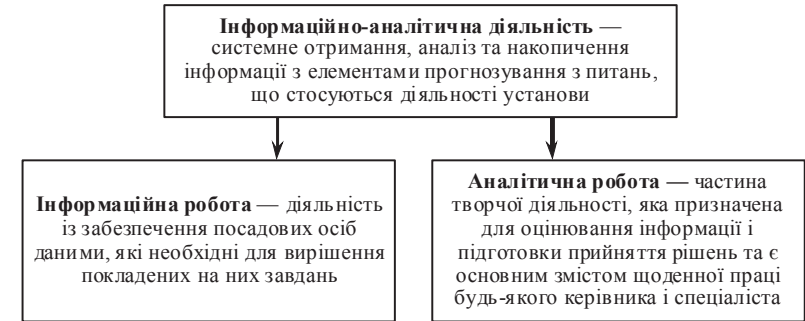 Інформаційно-аналітична діяльність —
системне отримання, аналіз та накопичення
інформації з елементами прогнозування з питань,
що стосуються діяльності установи
Інформаційна робота — діяльність
із забезпечення посадових осіб
даними, які необхідні для вирішення
покладених на них завдань
Аналітична робота — частина
творчої діяльності, яка призначена
для оцінювання інформації і
підготовки прийняття рішень та є
основним змістом щоденної праці
будь-якого керівника і спеціаліста